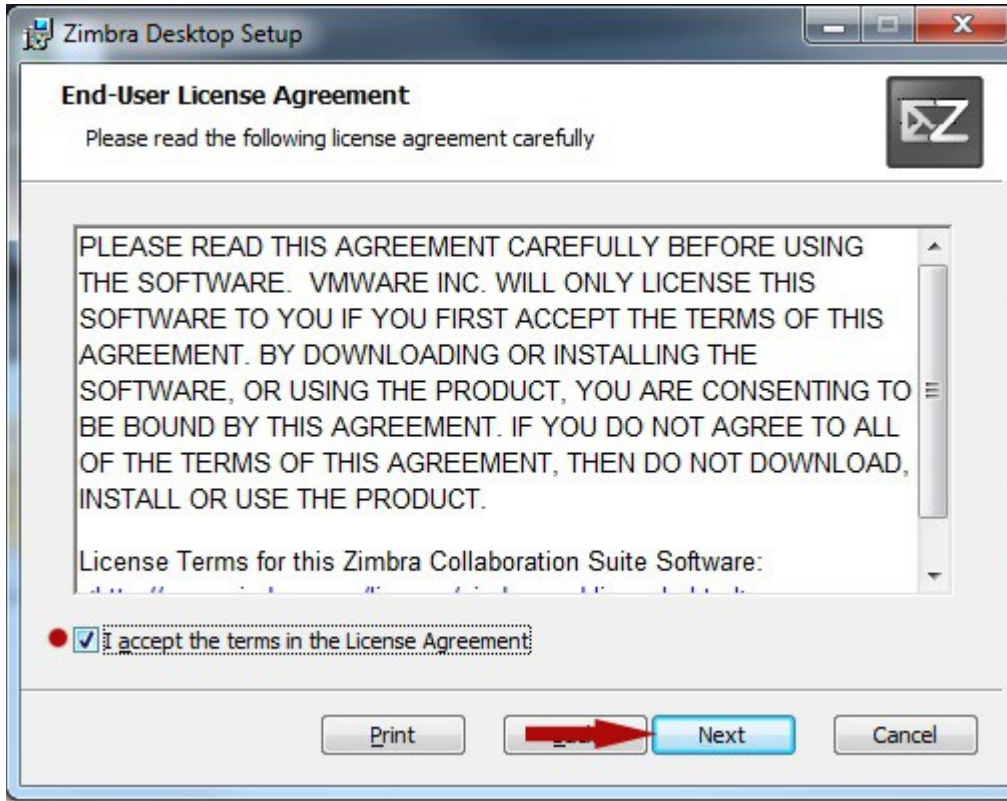 Zimbra Desktop Setup
End-User License Agreement
Please read the following license agreement carefully
Z
PLEASE READ THIS AGREEMENT CAREFULLY BEFORE USING
THE SOFTWARE.  VMWARE INC. WILL ONLY LICENSE THIS
SOFTWARE TO YOU IF YOU FIRST ACCEPT THE TERMS OF THIS
AGREEMENT. BY DOWNLOADING OR INSTALLING THE
SOFTWARE, OR USING THE PRODUCT, YOU ARE CONSENTING TO
BE BOUND BY THIS AGREEMENT. IF YOU DO NOT AGREE TO ALL
OF THE TERMS OF THIS AGREEMENT, THEN DO NOT DOWNLOAD,
INSTALL OR USE THE PRODUCT.
License Terms for this Zimbra Collaboration Suite Software:
I accept the terms in the License Agreement
Print Next Cancel